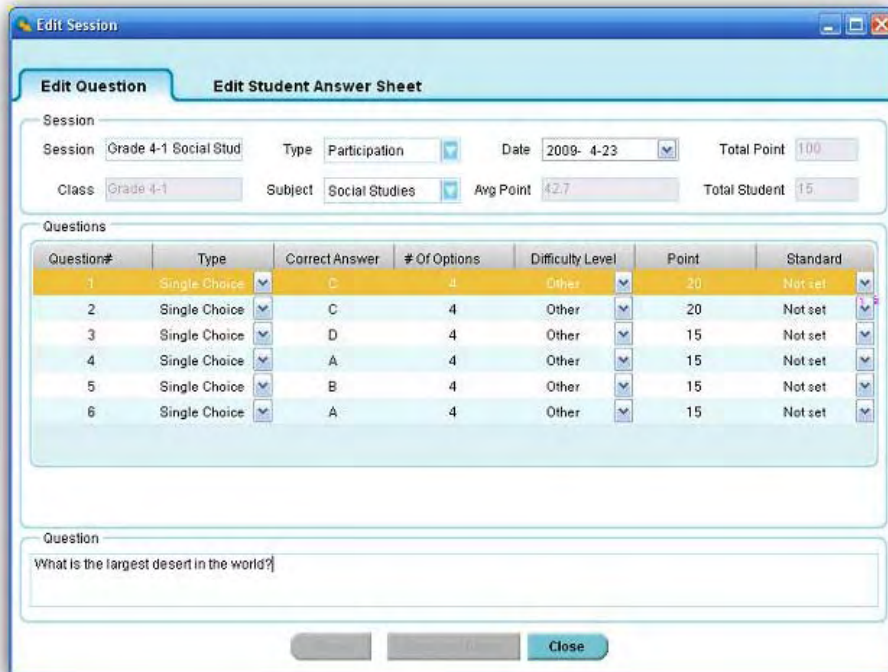 Edit Session
Edit Question Edit Student Answer Sheet
Session
Session Grade 4-1 Social Stud Type Participation Date 2009- 4-23 Total Point 100
Class Grade 4-1 Subject Social Studies Avg Point 42.7 Total Student 15
Questions
Question# Type Correct Answer # Of Options Difficulty Level Point Standard
1 Single Choice C 4 Other 20 Not set
2 Single Choice C 4 Other 20 Not set
3 Single Choice D 4 Other 15 Not set
4 Single Choice A 4 Other 15 Not set
5 Single Choice B 4 Other 15 Not set
6 Single Choice A 4 Other 15 Not set
Question
What is the largest desert in the world?
Close